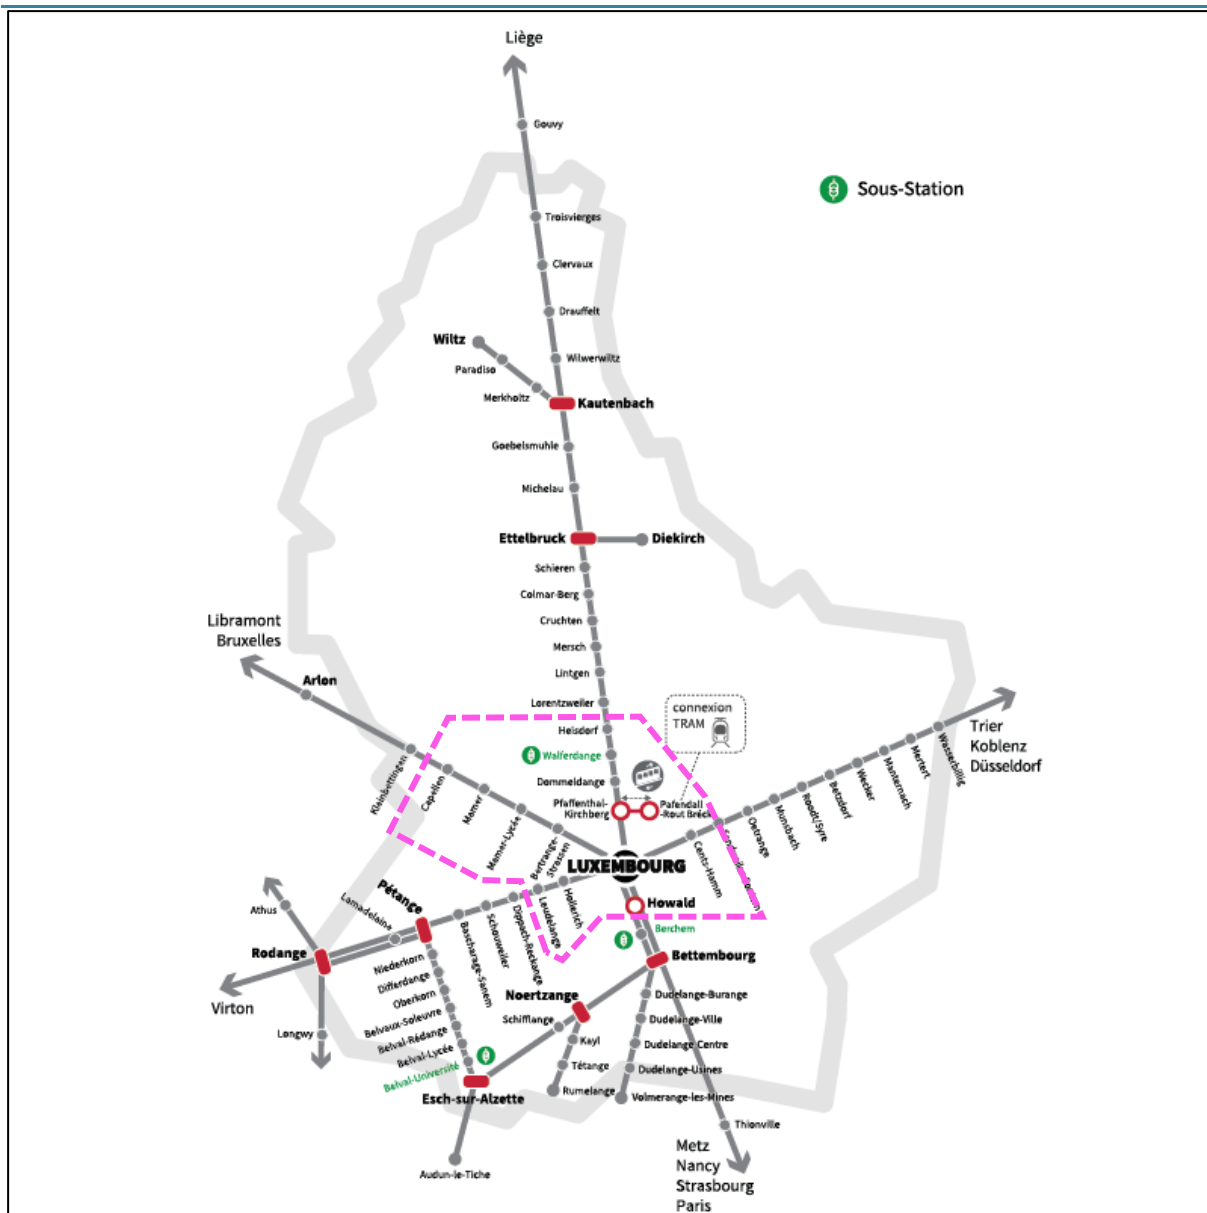 Liège
Gouvy
Sous-Station
Troisvierges
Clervaux
Drauffelt
Wiltz
Wilwerwiltz
Paradiso
Merkholtz
Kautenbach
Goebelsmuhle
Michelau
Ettelbruck
Diekirch
Schieren
Colmar-Berg
Cruchten
Mersch
Lintgen
Lorentzweiler
Libramont
Bruxelles
Arlon
connexion
TRAM
Heisdorf
Walferdange
Dommeldange
Pfaffenthal-
Kirchberg
Pafendall
-Rout Bréck
Trier
Koblenz
Düsseldorf
Kleinbettingen
Capellen
Mamer
Mamer-Lycée
Bertrange-
Strassen
LUXEMBOURG
Cents-Hamm
Oetrange
Munsbach
Roodt/Syre
Betzdorf
Wecker
Manternach
Mertert
Wasserbillig
Hollerich
Leudelange
Dippach-Reckange
Schouweiler
Bascharage-Sanem
Pétange
Lamadelaine
Athus
Rodange
Virton
Longwy
Howald
Berchem
Bettembourg
Niederkorn
Differdange
Oberkorn
Belvaux-Soleuvre
Belval-Rédange
Belval-Lycée
Belval-Université
Esch-sur-Alzette
Audun-le-Tiche
Noertzange
Schifflange
Kayl
Tétange
Rumelange
Dudelange-Burange
Dudelange-Ville
Dudelange Centre
Dudelange-Usines
Volmerange-les-Mines
Thionville
Metz
Nancy
Strasbourg
Paris